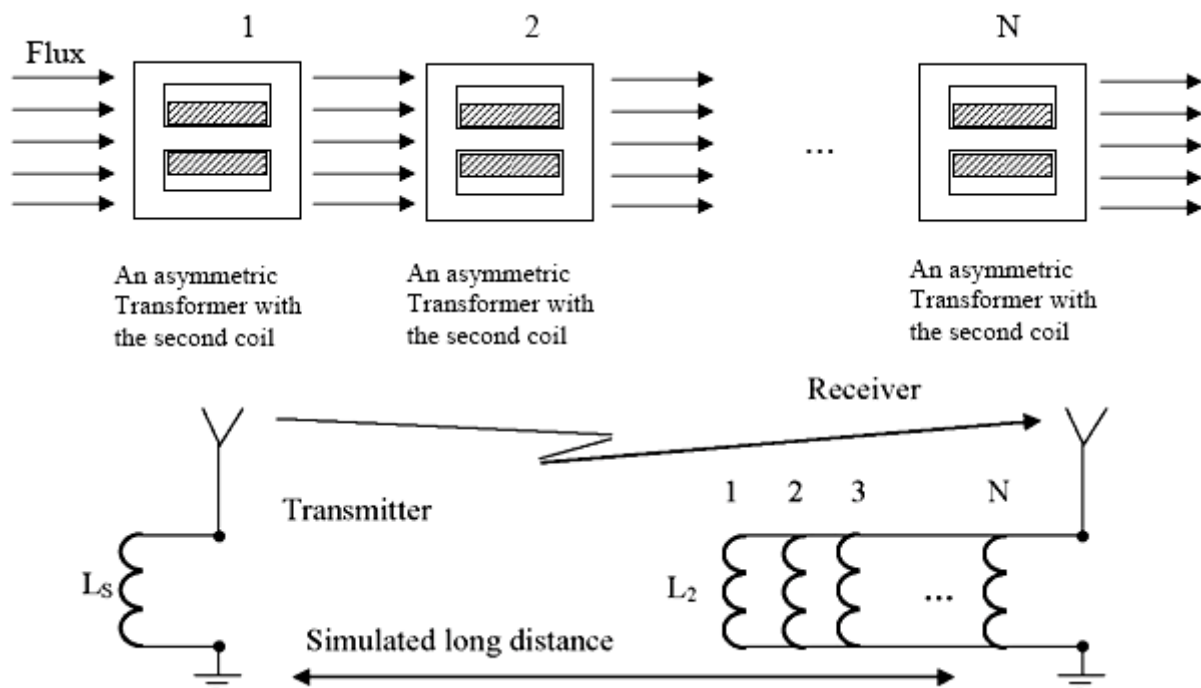 1 2 N
Flux
...
An asymmetric
Transformer with
the second coil
An asymmetric
Transformer with
the second coil
An asymmetric
Transformer with
the second coil
Receiver
1 2 3 N
Transmitter
LS L2
...
Simulated long distance